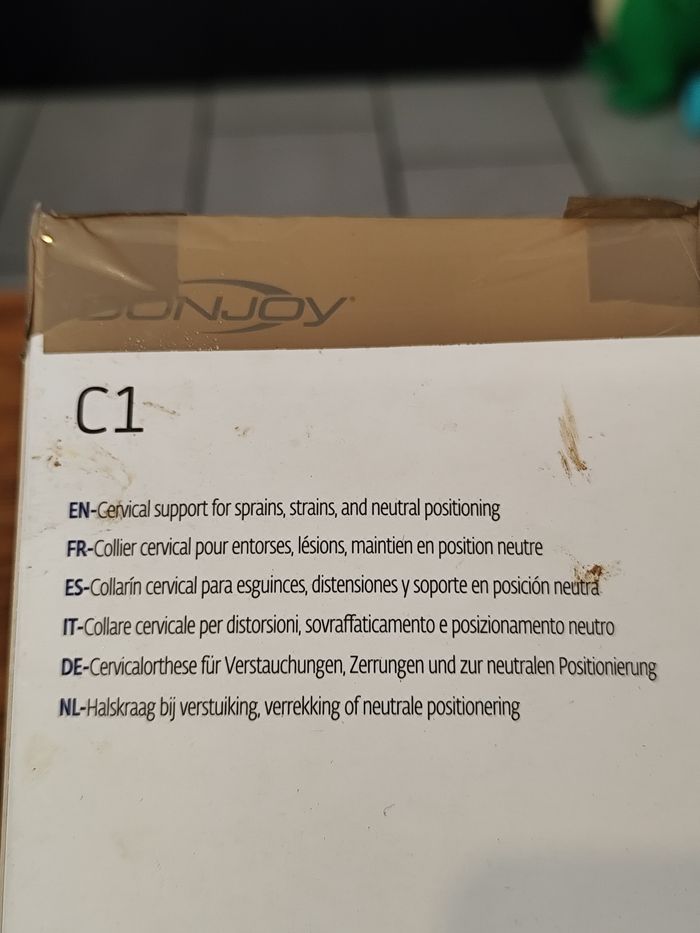 DONJOY®
C1
EN-Cervical support for sprains, strains, and neutral positioning
FR-Collier cervical pour entorses, lésions, maintien en position neutre
ES-Collarín cervical para esguinces, distensiones y soporte en posición neutra
IT-Collare cervicale per distorsioni, sovraffaticamento e posizionamento neutro
DE-Cervicalorthese für Verstauchungen, Zerrungen und zur neutralen Positionierung
NL-Halskraag bij verstuiking, verrekking of neutrale positionering